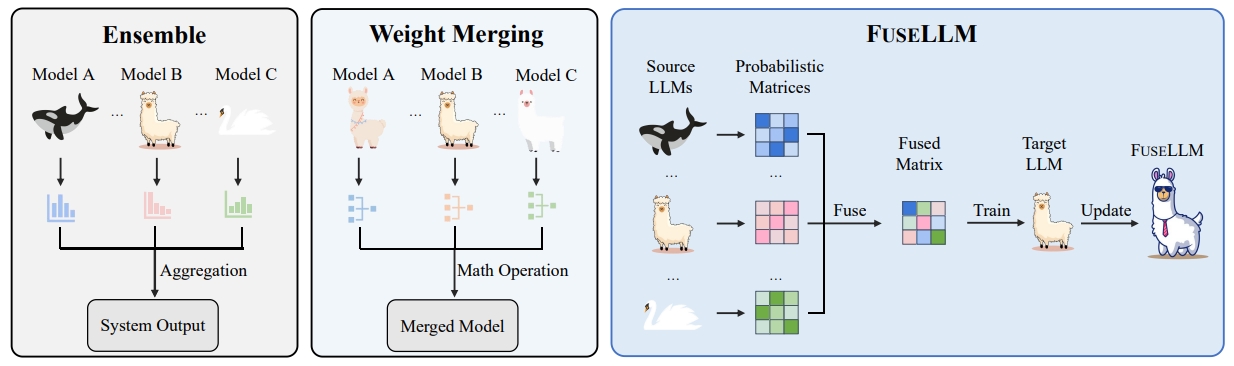 Ensemble
Model A
Model B
Model C
...
...
Aggregation
System Output
Weight Merging
Model A
Model B
Model C
...
...
Math Operation
Merged Model
FUSELLM
Source
LLMs
Probabilistic
Matrices
...
...
...
...
Fuse
Fused
Matrix
Train
Target
LLM
Update
FUSELLM